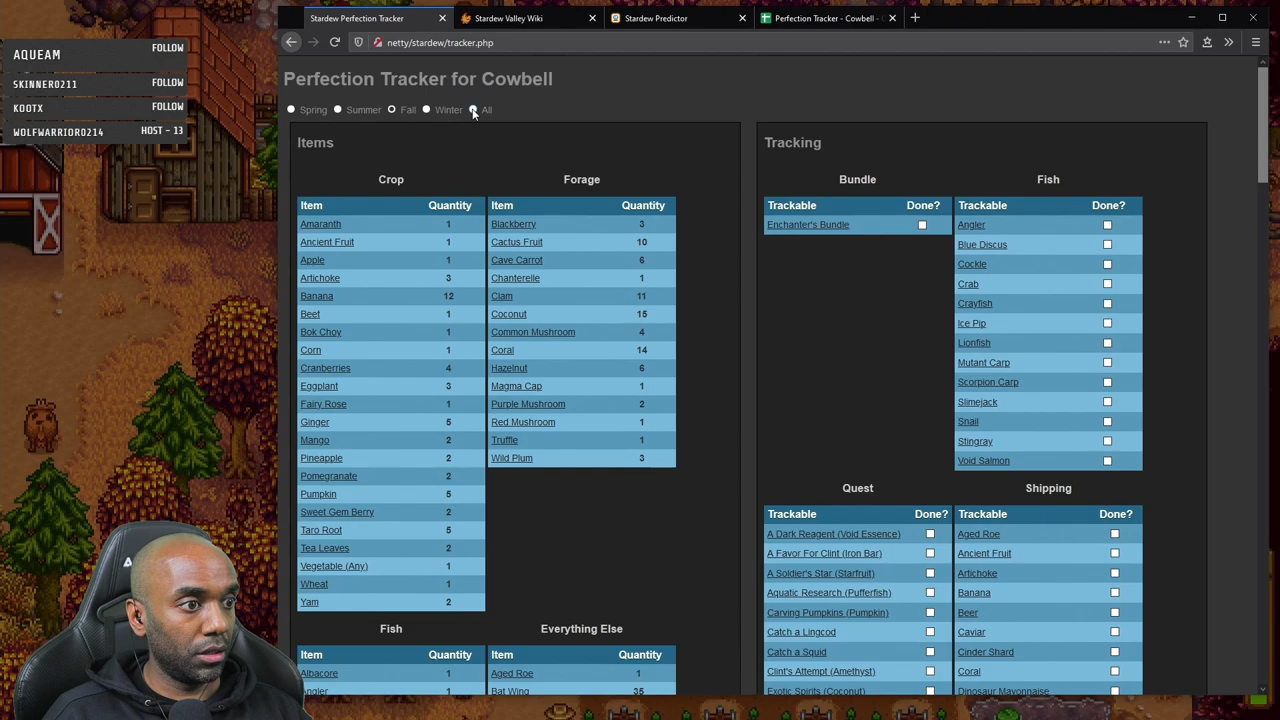 Stardew Perfection Tracker
Stardew Valley Wiki
Stardew Predictor
Perfection Tracker - Cowbell -
netty/stardew/tracker.php
AQUEAM FOLLOW
SKINNER0211 FOLLOW
KOOTX FOLLOW
WOLFWARRIOR0214 HOST - 13
Perfection Tracker for Cowbell
Spring Summer Fall Winter All
Items
Crop
Item Quantity
Amaranth 1
Ancient Fruit 1
Apple 1
Artichoke 3
Banana 12
Beet 1
Bok Choy 1
Corn 1
Cranberries 4
Eggplant 3
Fairy Rose 1
Ginger 5
Mango 2
Pineapple 2
Pomegranate 2
Pumpkin 5
Sweet Gem Berry 2
Taro Root 5
Tea Leaves 2
Vegetable (Any) 1
Wheat 1
Yam 2
Forage
Item Quantity
Blackberry 3
Cactus Fruit 10
Cave Carrot 6
Chanterelle 1
Clam 11
Coconut 15
Common Mushroom 4
Coral 14
Hazelnut 6
Magma Cap 1
Purple Mushroom 2
Red Mushroom 1
Truffle 1
Wild Plum 3
Fish
Item Quantity
Albacore 1
Angler 1
Everything Else
Item Quantity
Aged Roe 1
Bat Wing 35
Tracking
Bundle
Trackable Done?
Enchanter's Bundle
Fish
Trackable Done?
Angler
Blue Discus
Cockle
Crab
Crayfish
Ice Pip
Lionfish
Mutant Carp
Scorpion Carp
Slimejack
Snail
Stingray
Void Salmon
Quest
Trackable Done?
A Dark Reagent (Void Essence)
A Favor For Clint (Iron Bar)
A Soldier's Star (Starfruit)
Aquatic Research (Pufferfish)
Carving Pumpkins (Pumpkin)
Catch a Lingcod
Catch a Squid
Clint's Attempt (Amethyst)
Exotic Spirits (Coconut)
Shipping
Trackable Done?
Aged Roe
Ancient Fruit
Artichoke
Banana
Beer
Caviar
Cinder Shard
Coral
Dinosaur Mayonnaise